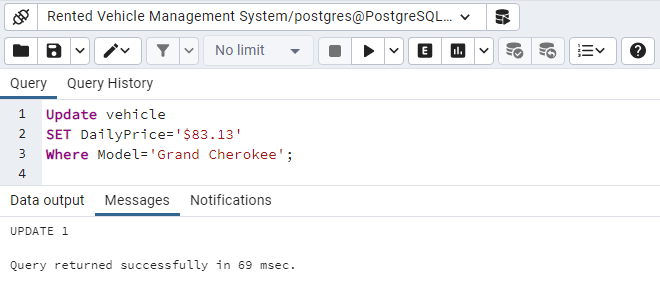 Rented Vehicle Management System/postgres@PostgreSQL...
No limit
E
Query Query History
1 Update vehicle
2 SET DailyPrice='$83.13'
3 Where Model='Grand Cherokee';
4
Data output Messages Notifications
UPDATE 1
Query returned successfully in 69 msec.